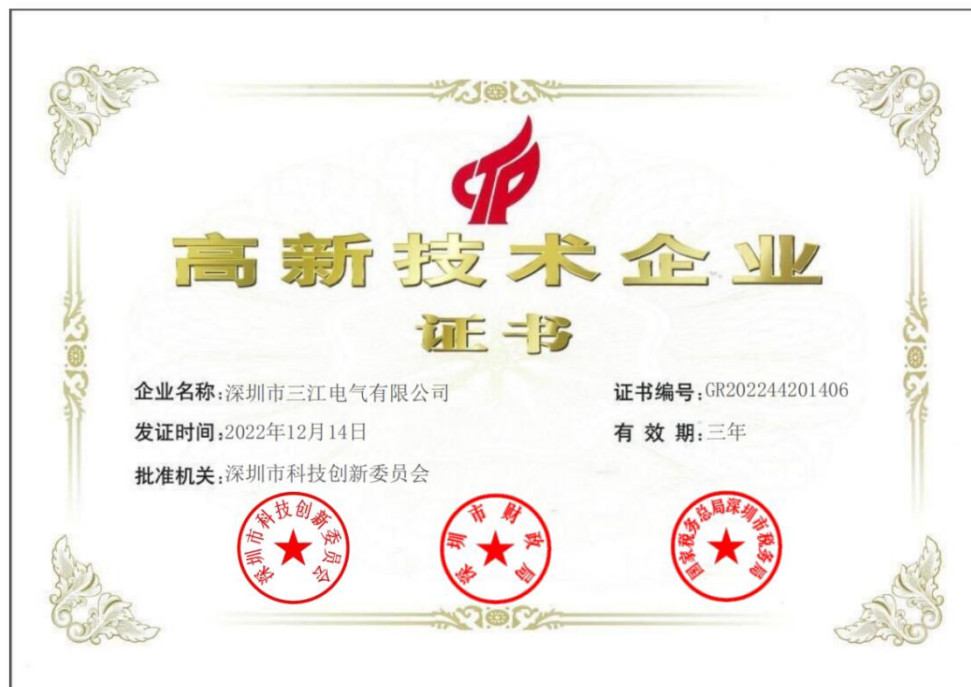 CTP
高新技术企业
证书
企业名称:深圳市三江电气有限公司
证书编号:GR202244201406
发证时间:2022年12月14日
有效期:三年
批准机关:深圳市科技创新委员会
深圳市科技创新委员会
深圳市财政局
国家税务总局深圳市税务局